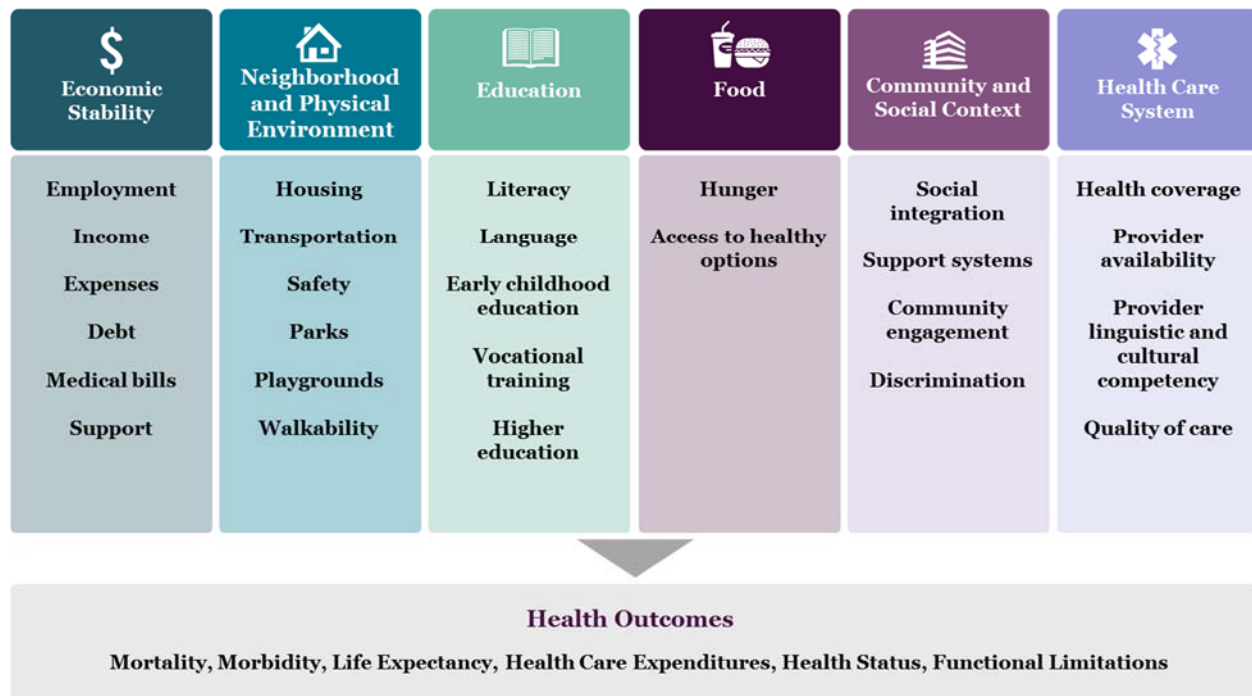 $
Economic
Stability
Neighborhood
and Physical
Environment
Education
Food
Community and
Social Context
Health Care
System
Employment
Income
Expenses
Debt
Medical bills
Support
Housing
Transportation
Safety
Parks
Playgrounds
Walkability
Literacy
Language
Early childhood
education
Vocational
training
Higher
education
Hunger
Access to healthy
options
Social
integration
Support systems
Community
engagement
Discrimination
Health coverage
Provider
availability
Provider
linguistic and
cultural
competency
Quality of care
Health Outcomes
Mortality, Morbidity, Life Expectancy, Health Care Expenditures, Health Status, Functional Limitations